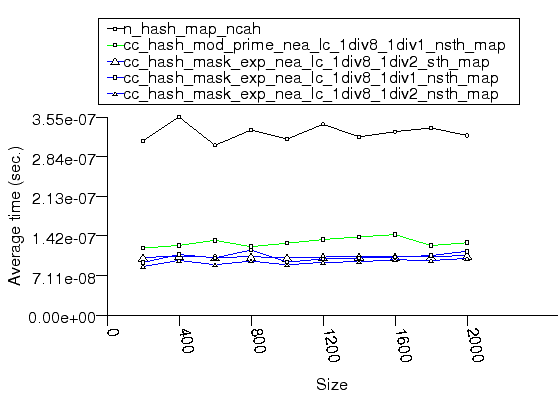 n_hash_map_ncah
cc_hash_mod_prime_nea_lc_1div8_1div1_nsth_map
cc_hash_mask_exp_nea_lc_1div8_1div2_sth_map
cc_hash_mask_exp_nea_lc_1div8_1div1_nsth_map
cc_hash_mask_exp_nea_lc_1div8_1div2_nsth_map
3.55e-07
2.84e-07
2.13e-07
1.42e-07
7.11e-08
0.00e+00
Average time (sec.)
0 400 800 1200 1600 2000
Size